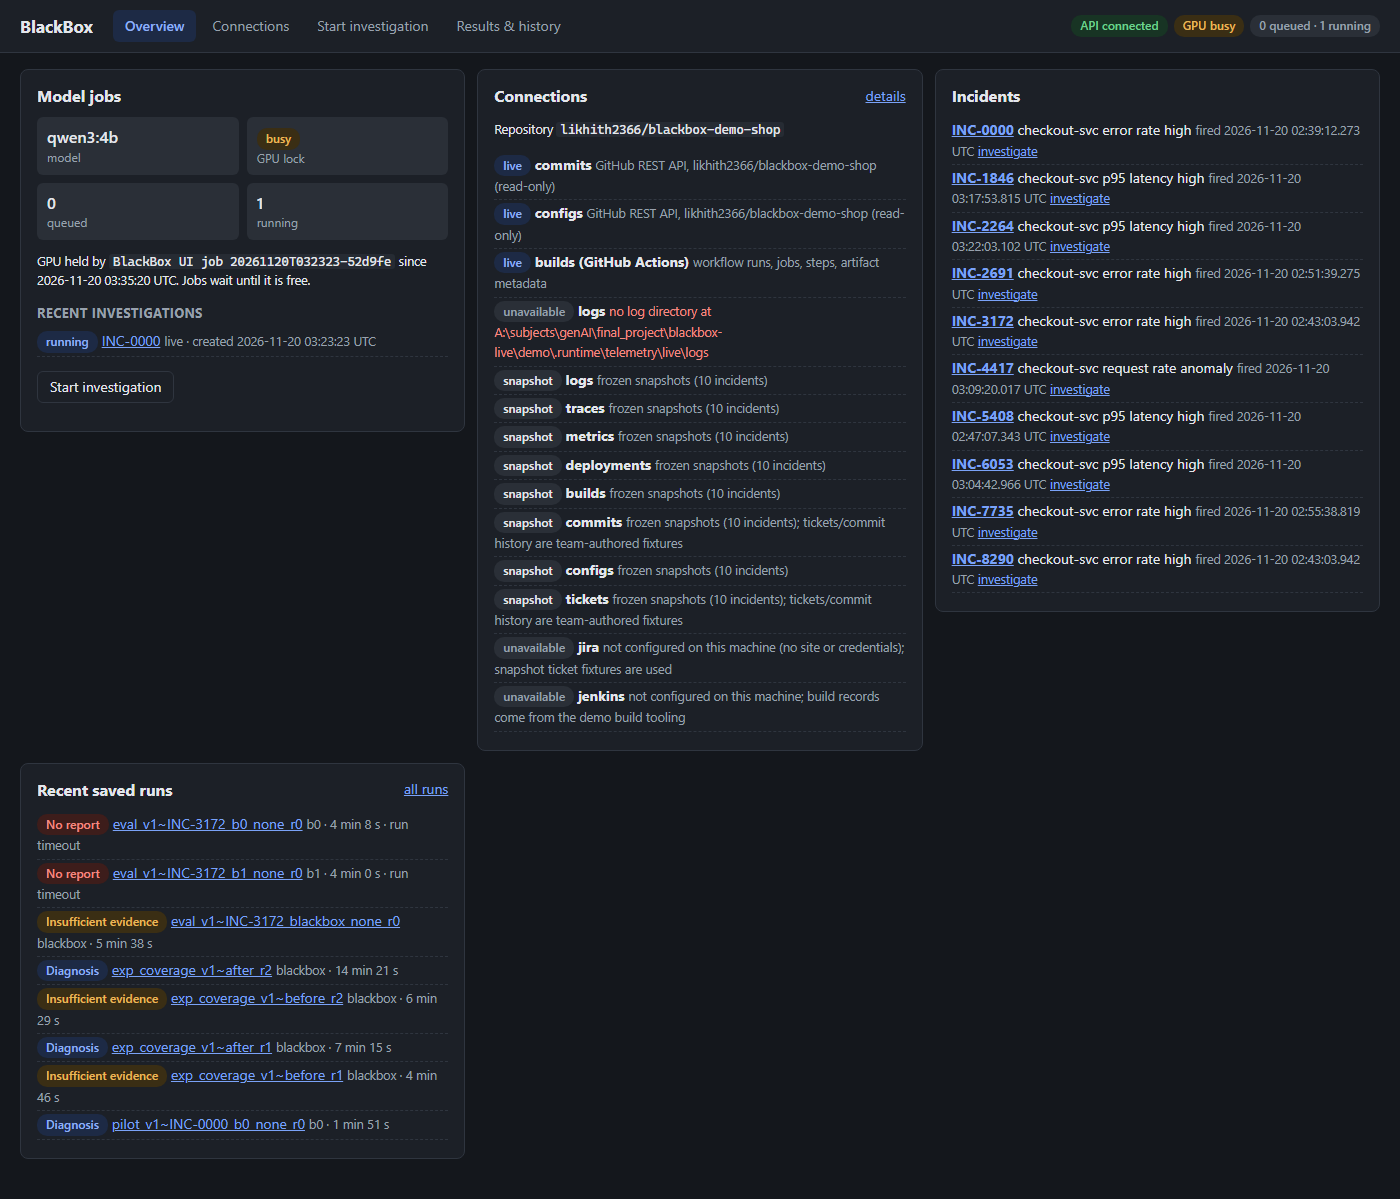 BlackBox
Overview
Connections
Start investigation
Results & history
API connected
GPU busy
0 queued · 1 running
Model jobs
qwen3:4b
model
busy
GPU lock
0
queued
1
running
GPU held by BlackBox UI job 20261120T032323-52d9fe since
2026-11-20 03:35:20 UTC. Jobs wait until it is free.
RECENT INVESTIGATIONS
running INC-0000 live · created 2026-11-20 03:23:23 UTC
Start investigation
Connections
details
Repository likhith2366/blackbox-demo-shop
live commits GitHub REST API, likhith2366/blackbox-demo-shop
(read-only)
live configs GitHub REST API, likhith2366/blackbox-demo-shop (read-
only)
live builds (GitHub Actions) workflow runs, jobs, steps, artifact
metadata
unavailable logs no log directory at
A:\subjects\genAI\final_project\blackbox-
live\demo\.runtime\telemetry\live\logs
snapshot logs frozen snapshots (10 incidents)
snapshot traces frozen snapshots (10 incidents)
snapshot metrics frozen snapshots (10 incidents)
snapshot deployments frozen snapshots (10 incidents)
snapshot builds frozen snapshots (10 incidents)
snapshot commits frozen snapshots (10 incidents); tickets/commit
history are team-authored fixtures
snapshot configs frozen snapshots (10 incidents)
snapshot tickets frozen snapshots (10 incidents); tickets/commit
history are team-authored fixtures
unavailable jira not configured on this machine (no site or credentials);
snapshot ticket fixtures are used
unavailable jenkins not configured on this machine; build records
come from the demo build tooling
Incidents
INC-0000 checkout-svc error rate high fired 2026-11-20 02:39:12.273
UTC investigate
INC-1846 checkout-svc p95 latency high fired 2026-11-20
03:17:53.815 UTC investigate
INC-2264 checkout-svc p95 latency high fired 2026-11-20
03:22:03.102 UTC investigate
INC-2691 checkout-svc error rate high fired 2026-11-20 02:51:39.275
UTC investigate
INC-3172 checkout-svc error rate high fired 2026-11-20 02:43:03.942
UTC investigate
INC-4417 checkout-svc request rate anomaly fired 2026-11-20
03:09:20.017 UTC investigate
INC-5408 checkout-svc p95 latency high fired 2026-11-20
02:47:07.343 UTC investigate
INC-6053 checkout-svc p95 latency high fired 2026-11-20
03:04:42.966 UTC investigate
INC-7735 checkout-svc error rate high fired 2026-11-20 02:55:38.819
UTC investigate
INC-8290 checkout-svc error rate high fired 2026-11-20 02:43:03.942
UTC investigate
Recent saved runs
all runs
No report eval_v1~INC-3172_b0_none_r0 b0 · 4 min 8 s · run
timeout
No report eval_v1~INC-3172_b1_none_r0 b1 · 4 min 0 s · run
timeout
Insufficient evidence eval_v1~INC-3172_blackbox_none_r0
blackbox · 5 min 38 s
Diagnosis exp_coverage_v1~after_r2 blackbox · 14 min 21 s
Insufficient evidence exp_coverage_v1~before_r2 blackbox · 6 min
29 s
Diagnosis exp_coverage_v1~after_r1 blackbox · 7 min 15 s
Insufficient evidence exp_coverage_v1~before_r1 blackbox · 4 min
46 s
Diagnosis pilot_v1~INC-0000_b0_none_r0 b0 · 1 min 51 s